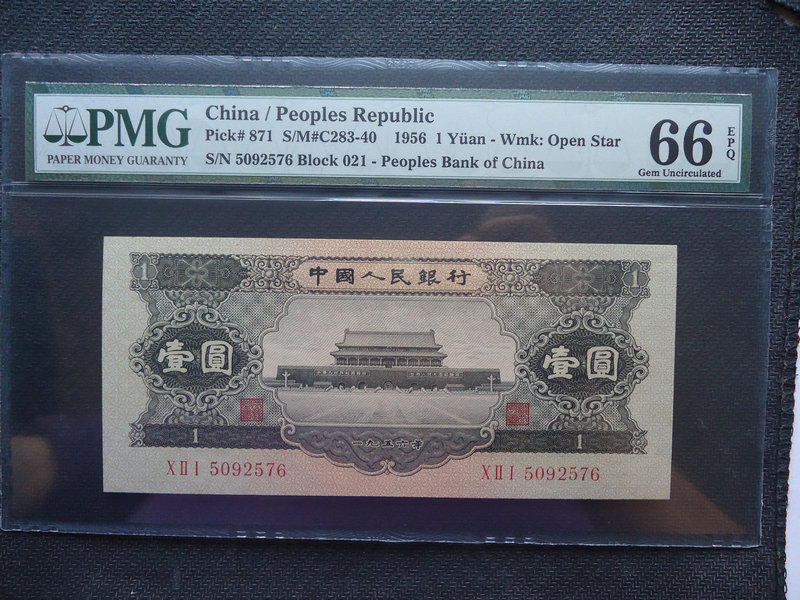 PMG
PAPER MONEY GUARANTY
China / Peoples Republic
Pick# 871 S/M#C283-40 1956 1 Yüan - Wmk: Open Star
S/N 5092576 Block 021 - Peoples Bank of China
66 EPQ
Gem Uncirculated
1 中國人民銀行 1
壹圓 壹圓
1 一九五六年 1
X II I 5092576 X II I 5092576